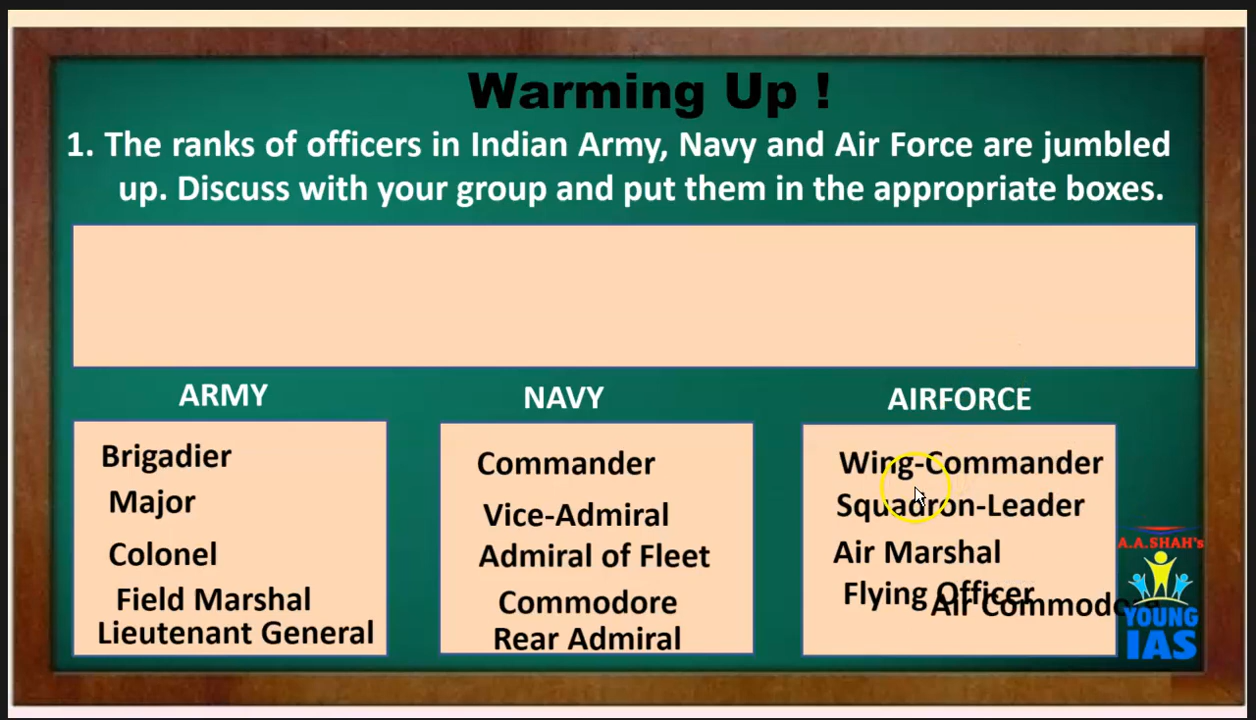 Warming Up !
1. The ranks of officers in Indian Army, Navy and Air Force are jumbled
up. Discuss with your group and put them in the appropriate boxes.
ARMY
Brigadier
Major
Colonel
Field Marshal
Lieutenant General
NAVY
Commander
Vice-Admiral
Admiral of Fleet
Commodore
Rear Admiral
AIRFORCE
Wing-Commander
Squadron-Leader
Air Marshal
Flying Officer
Air Commodore
A.A.SHAH's
YOUNG
IAS